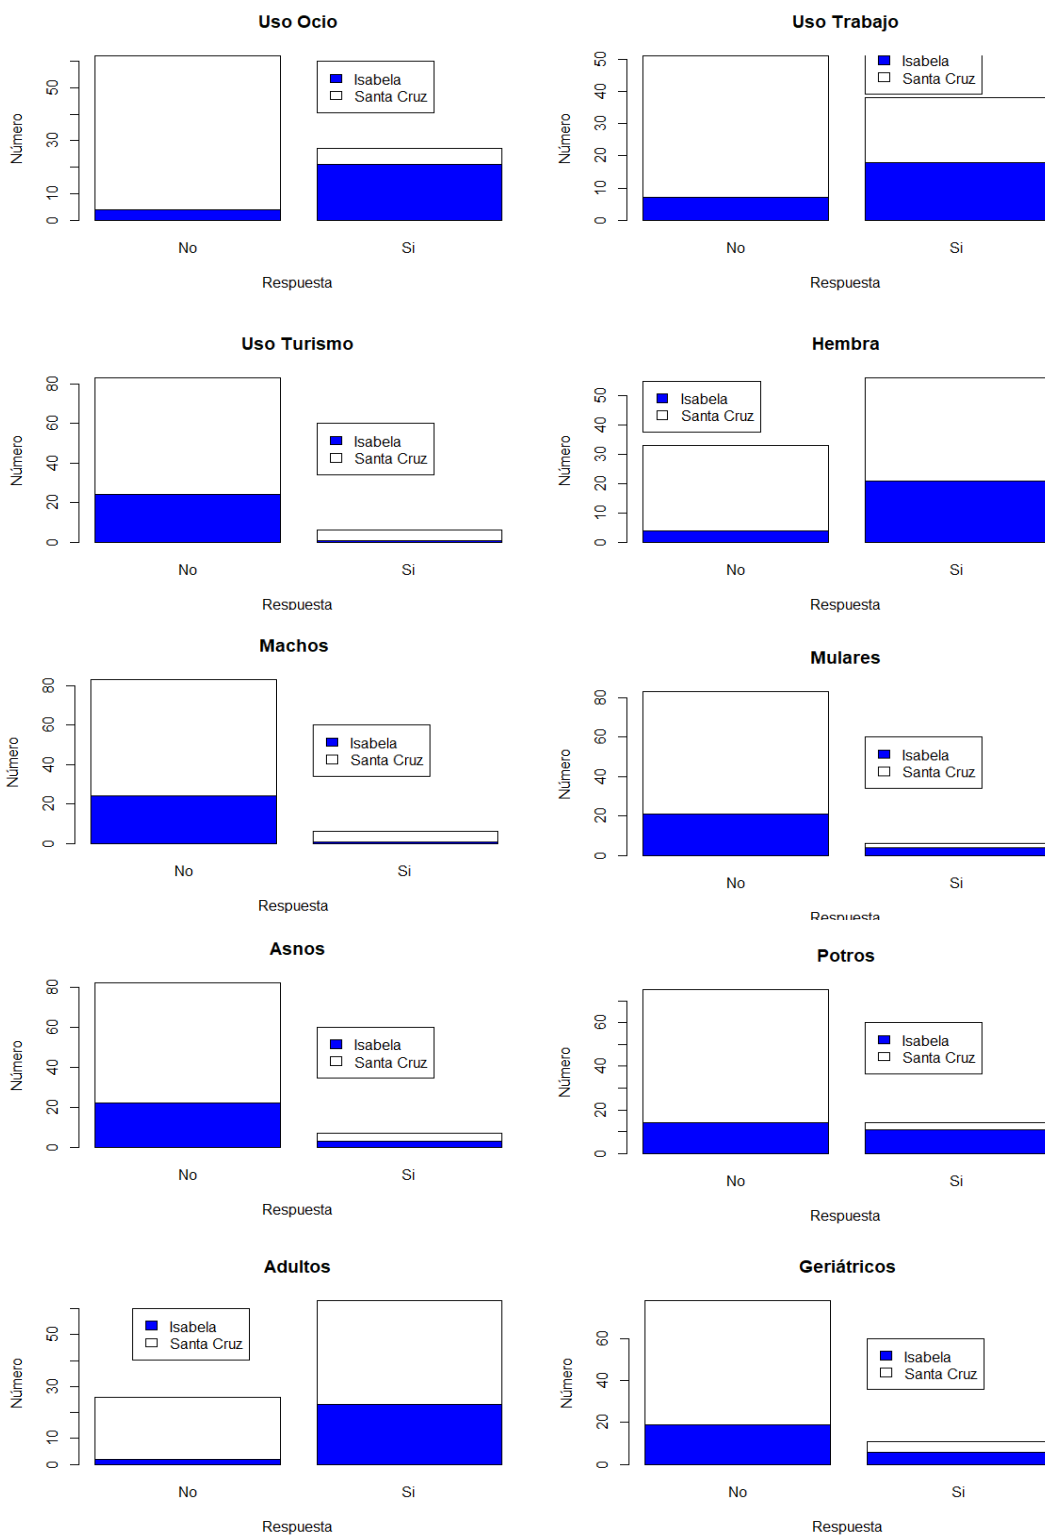 Uso Ocio
Número
0 10 30 50
Isabela
Santa Cruz
No Si
Respuesta
Uso Trabajo
Número
0 10 20 30 40 50
Isabela
Santa Cruz
No Si
Respuesta
Uso Turismo
Número
0 20 40 60 80
Isabela
Santa Cruz
No Si
Respuesta
Hembra
Número
0 10 20 30 40 50
Isabela
Santa Cruz
No Si
Respuesta
Machos
Número
0 20 40 60 80
Isabela
Santa Cruz
No Si
Respuesta
Mulares
Número
0 20 40 60 80
Isabela
Santa Cruz
No Si
Respuesta
Asnos
Número
0 20 40 60 80
Isabela
Santa Cruz
No Si
Respuesta
Potros
Número
0 20 40 60
Isabela
Santa Cruz
No Si
Respuesta
Adultos
Número
0 10 30 50
Isabela
Santa Cruz
No Si
Respuesta
Geriátricos
Número
0 20 40 60
Isabela
Santa Cruz
No Si
Respuesta